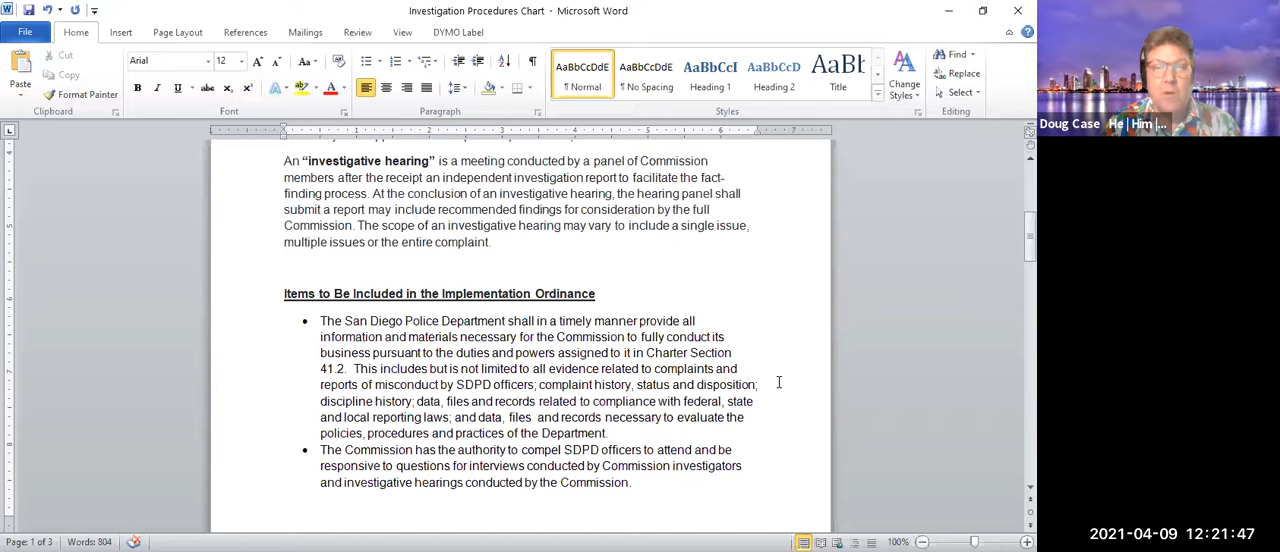 Investigation Procedures Chart - Microsoft Word
File Home Insert Page Layout References Mailings Review View DYMO Label
Paste
Cut
Copy
Format Painter
Clipboard
Arial 12
Font
Paragraph
AaBbCcDdE AaBbCcDdE AaBbCcI AaBbCcD AaBb
¶ Normal ¶ No Spacing Heading 1 Heading 2 Title
Change Styles
Styles
Find
Replace
Select
Editing
Doug Case He | Him |...
An “investigative hearing” is a meeting conducted by a panel of Commission
members after the receipt an independent investigation report to facilitate the fact-
finding process. At the conclusion of an investigative hearing, the hearing panel shall
submit a report may include recommended findings for consideration by the full
Commission. The scope of an investigative hearing may vary to include a single issue,
multiple issues or the entire complaint.
Items to Be Included in the Implementation Ordinance
• The San Diego Police Department shall in a timely manner provide all
information and materials necessary for the Commission to fully conduct its
business pursuant to the duties and powers assigned to it in Charter Section
41.2. This includes but is not limited to all evidence related to complaints and
reports of misconduct by SDPD officers; complaint history, status and disposition;
discipline history; data, files and records related to compliance with federal, state
and local reporting laws; and data, files and records necessary to evaluate the
policies, procedures and practices of the Department.
• The Commission has the authority to compel SDPD officers to attend and be
responsive to questions for interviews conducted by Commission investigators
and investigative hearings conducted by the Commission.
Page: 1 of 3 Words: 804 100%
2021-04-09 12:21:47